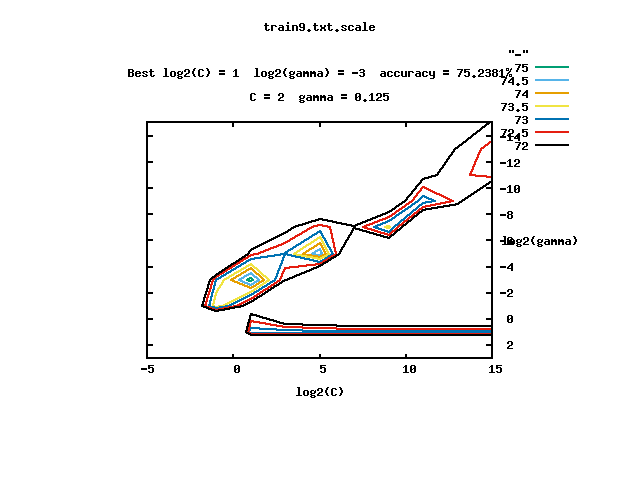 train9.txt.scale
"-"
Best log2(C) = 1  log2(gamma) = -3  accuracy = 75.2381%
75
74.5
C = 2  gamma = 0.125
74
73.5
73
72.5
72
-14
-12
-10
-8
-6
log2(gamma)
-4
-2
0
2
-5 0 5 10 15
log2(C)